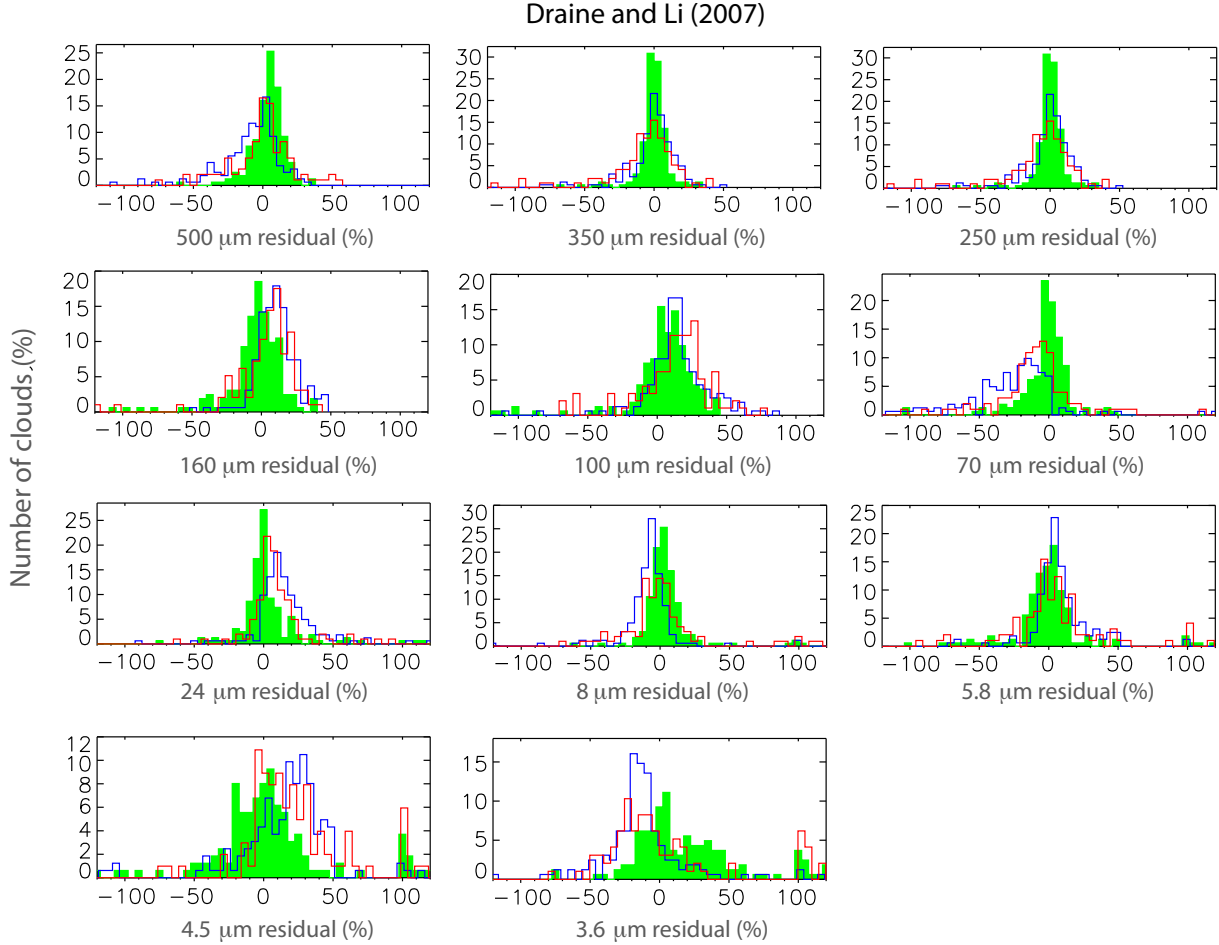 Draine and Li (2007)
Number of clouds.(%)
25
20
15
10
5
0
−100 −50 0 50 100
500 µm residual (%)
30
25
20
15
10
5
0
−100 −50 0 50 100
350 µm residual (%)
30
25
20
15
10
5
0
−100 −50 0 50 100
250 µm residual (%)
20
15
10
5
0
−100 −50 0 50 100
160 µm residual (%)
20
15
10
5
0
−100 −50 0 50 100
100 µm residual (%)
20
15
10
5
0
−100 −50 0 50 100
70 µm residual (%)
25
20
15
10
5
0
−100 −50 0 50 100
24 µm residual (%)
30
25
20
15
10
5
0
−100 −50 0 50 100
8 µm residual (%)
25
20
15
10
5
0
−100 −50 0 50 100
5.8 µm residual (%)
12
10
8
6
4
2
0
−100 −50 0 50 100
4.5 µm residual (%)
15
10
5
0
−100 −50 0 50 100
3.6 µm residual (%)